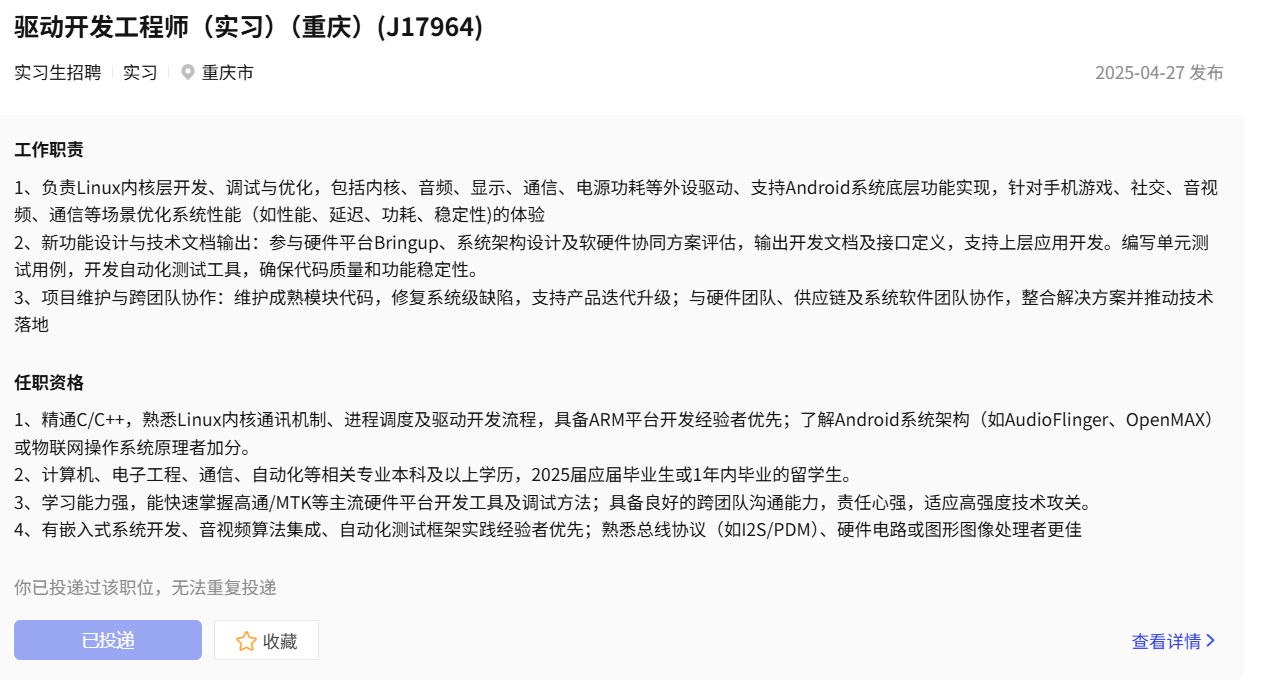 驱动开发工程师（实习）（重庆）(J17964)
实习生招聘 实习 重庆市
2025-04-27 发布
工作职责
1、负责Linux内核层开发、调试与优化，包括内核、音频、显示、通信、电源功耗等外设驱动、支持Android系统底层功能实现，针对手机游戏、社交、音视
频、通信等场景优化系统性能（如性能、延迟、功耗、稳定性)的体验
2、新功能设计与技术文档输出：参与硬件平台Bringup、系统架构设计及软硬件协同方案评估，输出开发文档及接口定义，支持上层应用开发。编写单元测
试用例，开发自动化测试工具，确保代码质量和功能稳定性。
3、项目维护与跨团队协作：维护成熟模块代码，修复系统级缺陷，支持产品迭代升级；与硬件团队、供应链及系统软件团队协作，整合解决方案并推动技术
落地
任职资格
1、精通C/C++，熟悉Linux内核通讯机制、进程调度及驱动开发流程，具备ARM平台开发经验者优先；了解Android系统架构（如AudioFlinger、OpenMAX）
或物联网操作系统原理者加分。
2、计算机、电子工程、通信、自动化等相关专业本科及以上学历，2025届应届毕业生或1年内毕业的留学生。
3、学习能力强，能快速掌握高通/MTK等主流硬件平台开发工具及调试方法；具备良好的跨团队沟通能力，责任心强，适应高强度技术攻关。
4、有嵌入式系统开发、音视频算法集成、自动化测试框架实践经验者优先；熟悉总线协议（如I2S/PDM）、硬件电路或图形图像处理者更佳
你已投递过该职位，无法重复投递
已投递 收藏 查看详情